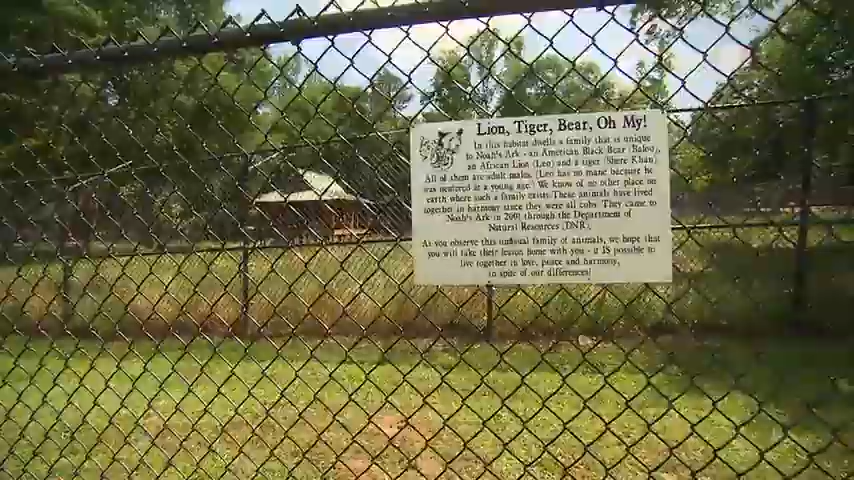 Lion, Tiger, Bear, Oh My!
In this habitat dwells a family that is unique
to Noah's Ark - an American Black Bear (Baloo),
an African Lion (Leo) and a tiger (Shere Khan).
All of them are adult males. (Leo has no mane because he
was neutered at a young age.) We know of no other place on
earth where such a family exists. These animals have lived
together in harmony since they were all cubs. They came to
Noah's Ark in 2001 through the Department of
Natural Resources (DNR).
As you observe this unusual family of animals, we hope that
you will take their lesson home with you - it IS possible to
live together in love, peace and harmony,
in spite of our differences!